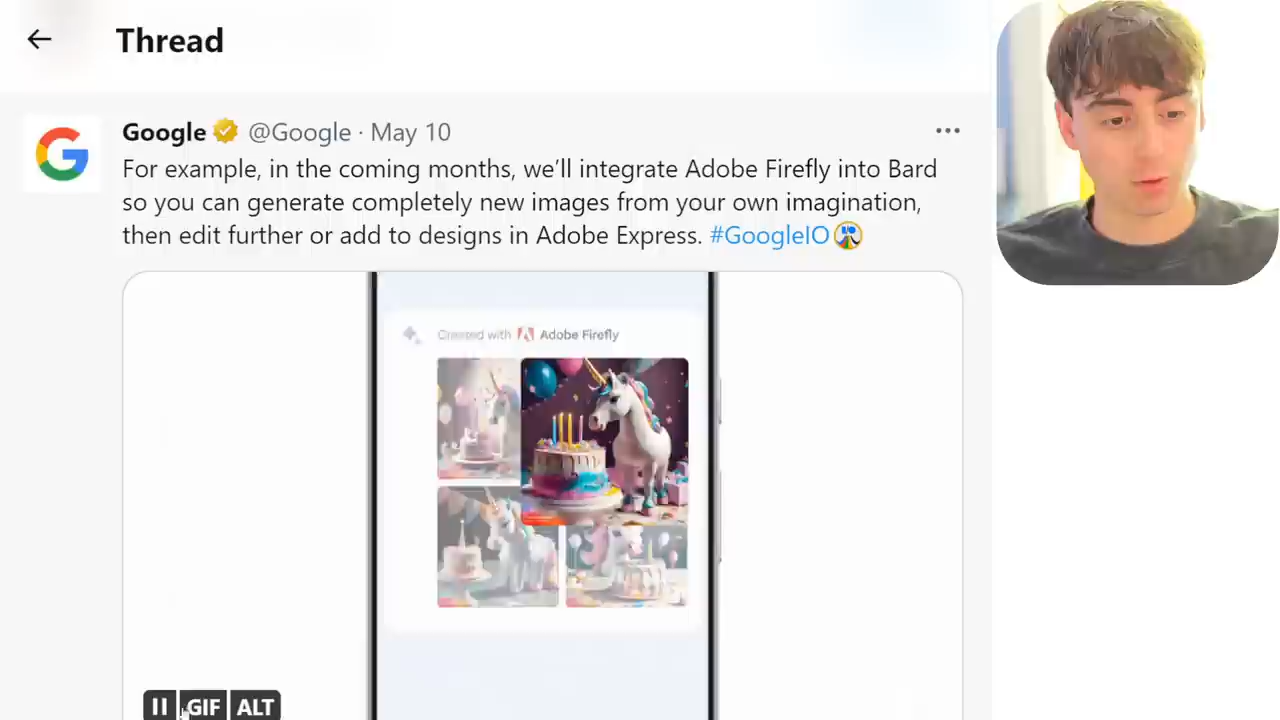 Thread
Google @Google · May 10
For example, in the coming months, we’ll integrate Adobe Firefly into Bard
so you can generate completely new images from your own imagination,
then edit further or add to designs in Adobe Express. #GoogleIO
Created with Adobe Firefly
GIF ALT